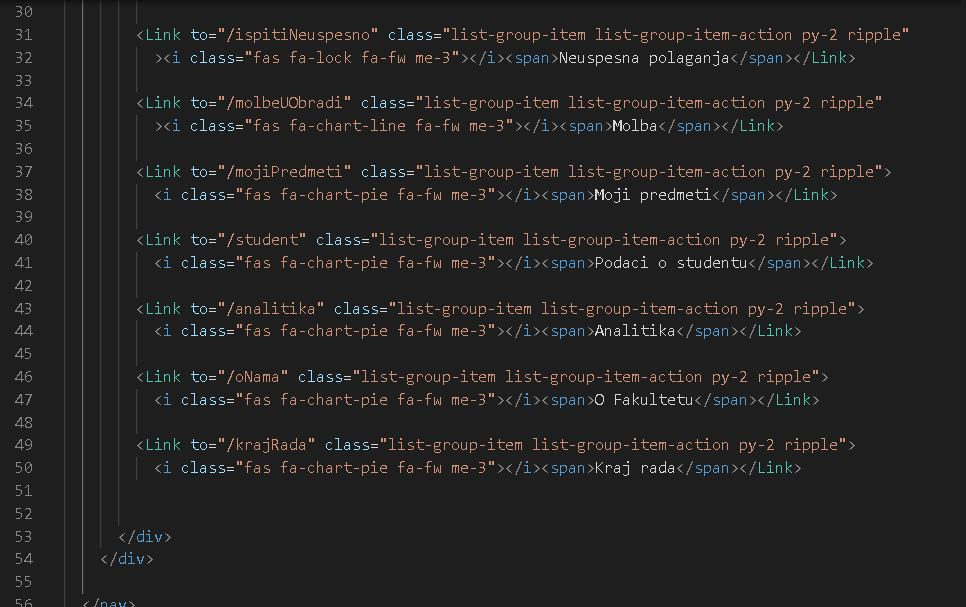 30
31 <Link to="/ispitiNeuspesno" class="list-group-item list-group-item-action py-2 ripple"
32 ><i class="fas fa-lock fa-fw me-3"></i><span>Neuspesna polaganja</span></Link>
33
34 <Link to="/molbeUObradi" class="list-group-item list-group-item-action py-2 ripple"
35 ><i class="fas fa-chart-line fa-fw me-3"></i><span>Molba</span></Link>
36
37 <Link to="/mojiPredmeti" class="list-group-item list-group-item-action py-2 ripple">
38 <i class="fas fa-chart-pie fa-fw me-3"></i><span>Moji predmeti</span></Link>
39
40 <Link to="/student" class="list-group-item list-group-item-action py-2 ripple">
41 <i class="fas fa-chart-pie fa-fw me-3"></i><span>Podaci o studentu</span></Link>
42
43 <Link to="/analitika" class="list-group-item list-group-item-action py-2 ripple">
44 <i class="fas fa-chart-pie fa-fw me-3"></i><span>Analitika</span></Link>
45
46 <Link to="/oNama" class="list-group-item list-group-item-action py-2 ripple">
47 <i class="fas fa-chart-pie fa-fw me-3"></i><span>O Fakultetu</span></Link>
48
49 <Link to="/krajRada" class="list-group-item list-group-item-action py-2 ripple">
50 <i class="fas fa-chart-pie fa-fw me-3"></i><span>Kraj rada</span></Link>
51
52
53 </div>
54 </div>
55
56 </nav>